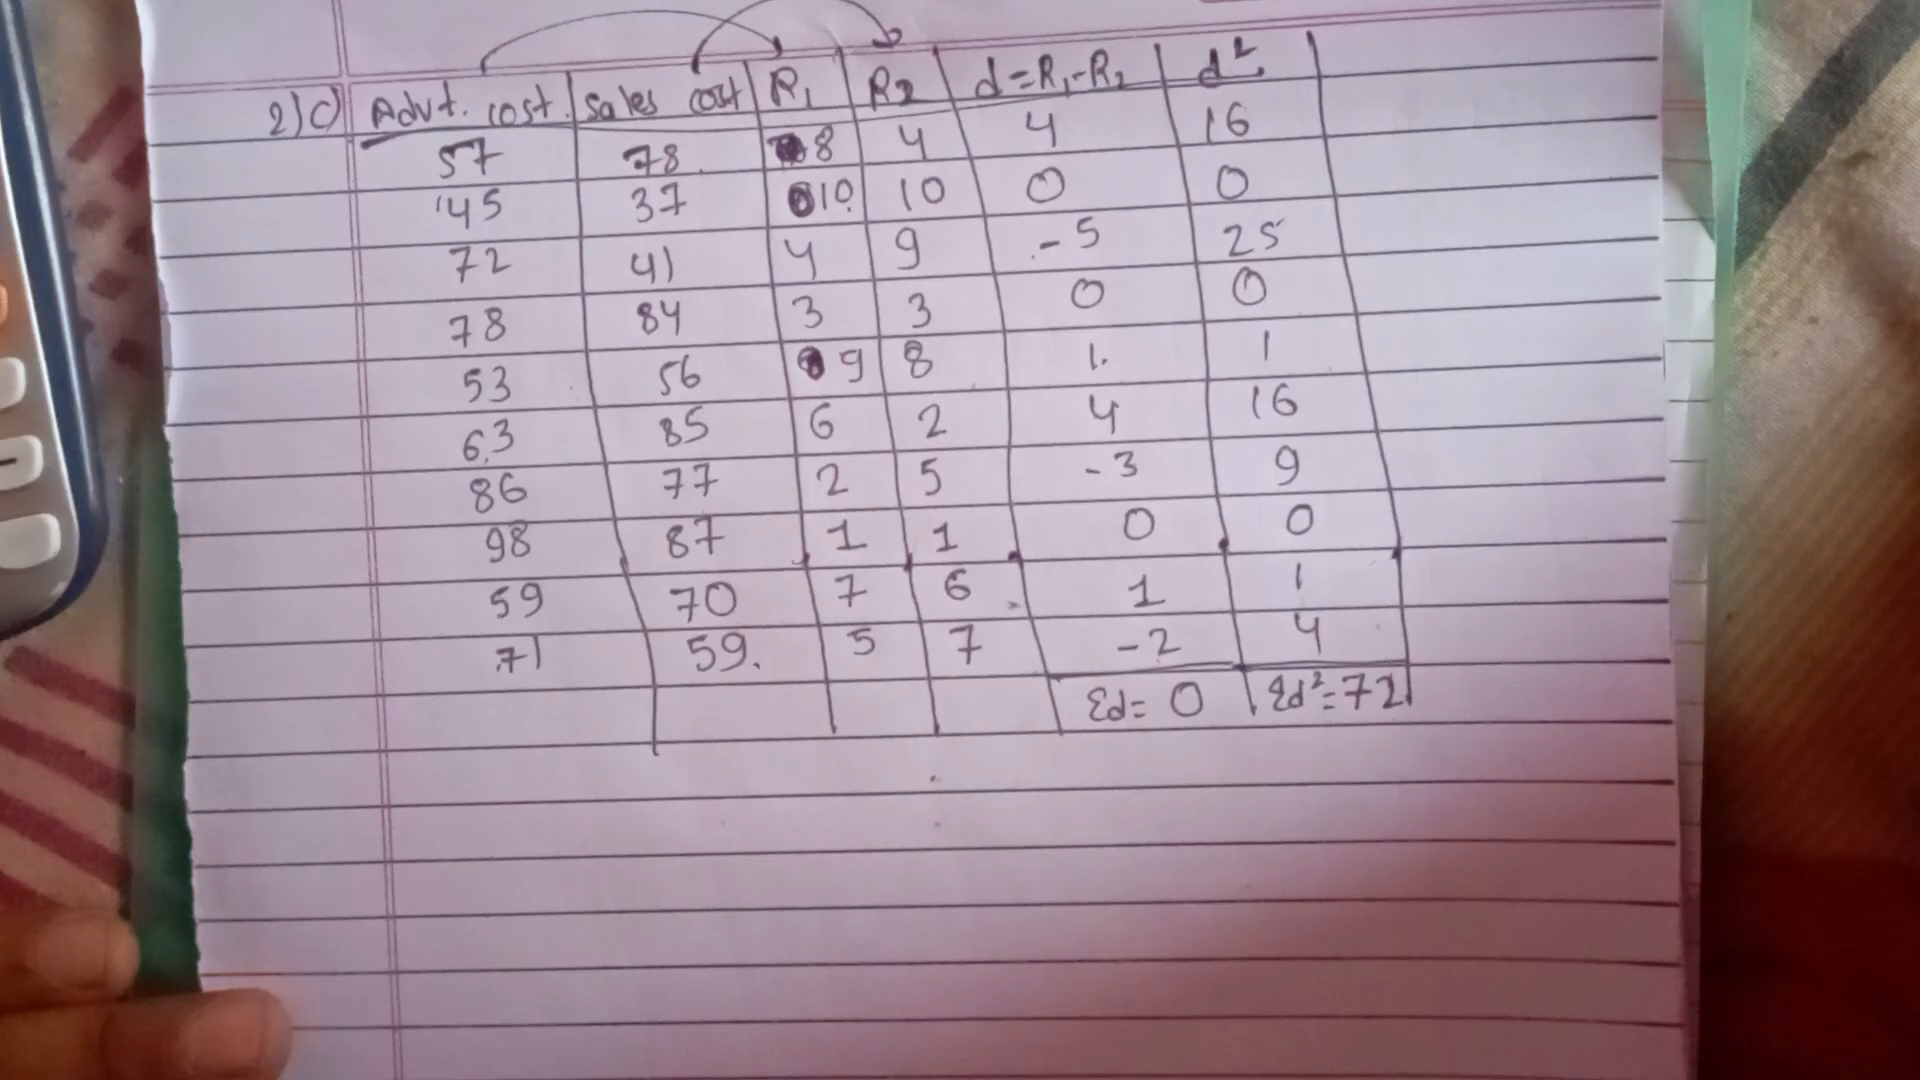 2)C) Advt. cost. Sales cost R₁ R₂ d=R₁-R₂ d²
57 78. 8 4 4 16
45 37 10. 10 0 0
72 41 4 9 -5 25
78 84 3 3 0 0
53 56 9 8 1. 1
63 85 6 2 4 16
86 77 2 5 -3 9
98 87 1 1 0 0
59 70 7 6 1 1
71 59. 5 7 -2 4
Σd= 0 Σd²=72